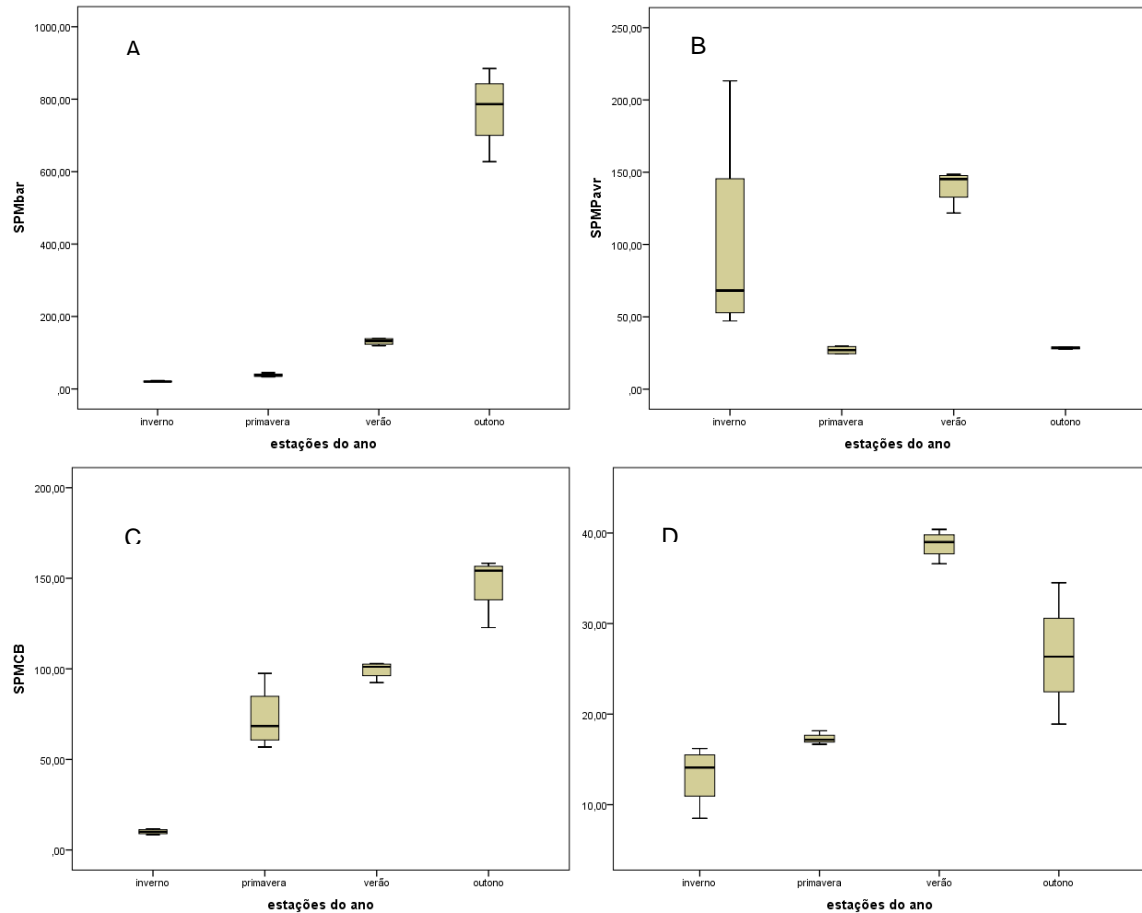 A
1000,00
800,00
600,00
400,00
200,00
,00
SPMbar
inverno primavera verão outono
estações do ano
B
250,00
200,00
150,00
100,00
50,00
,00
SPMPavr
inverno primavera verão outono
estações do ano
C
200,00
150,00
100,00
50,00
,00
SPMCB
inverno primavera verão outono
estações do ano
D
40,00
30,00
20,00
10,00
inverno primavera verão outono
estações do ano